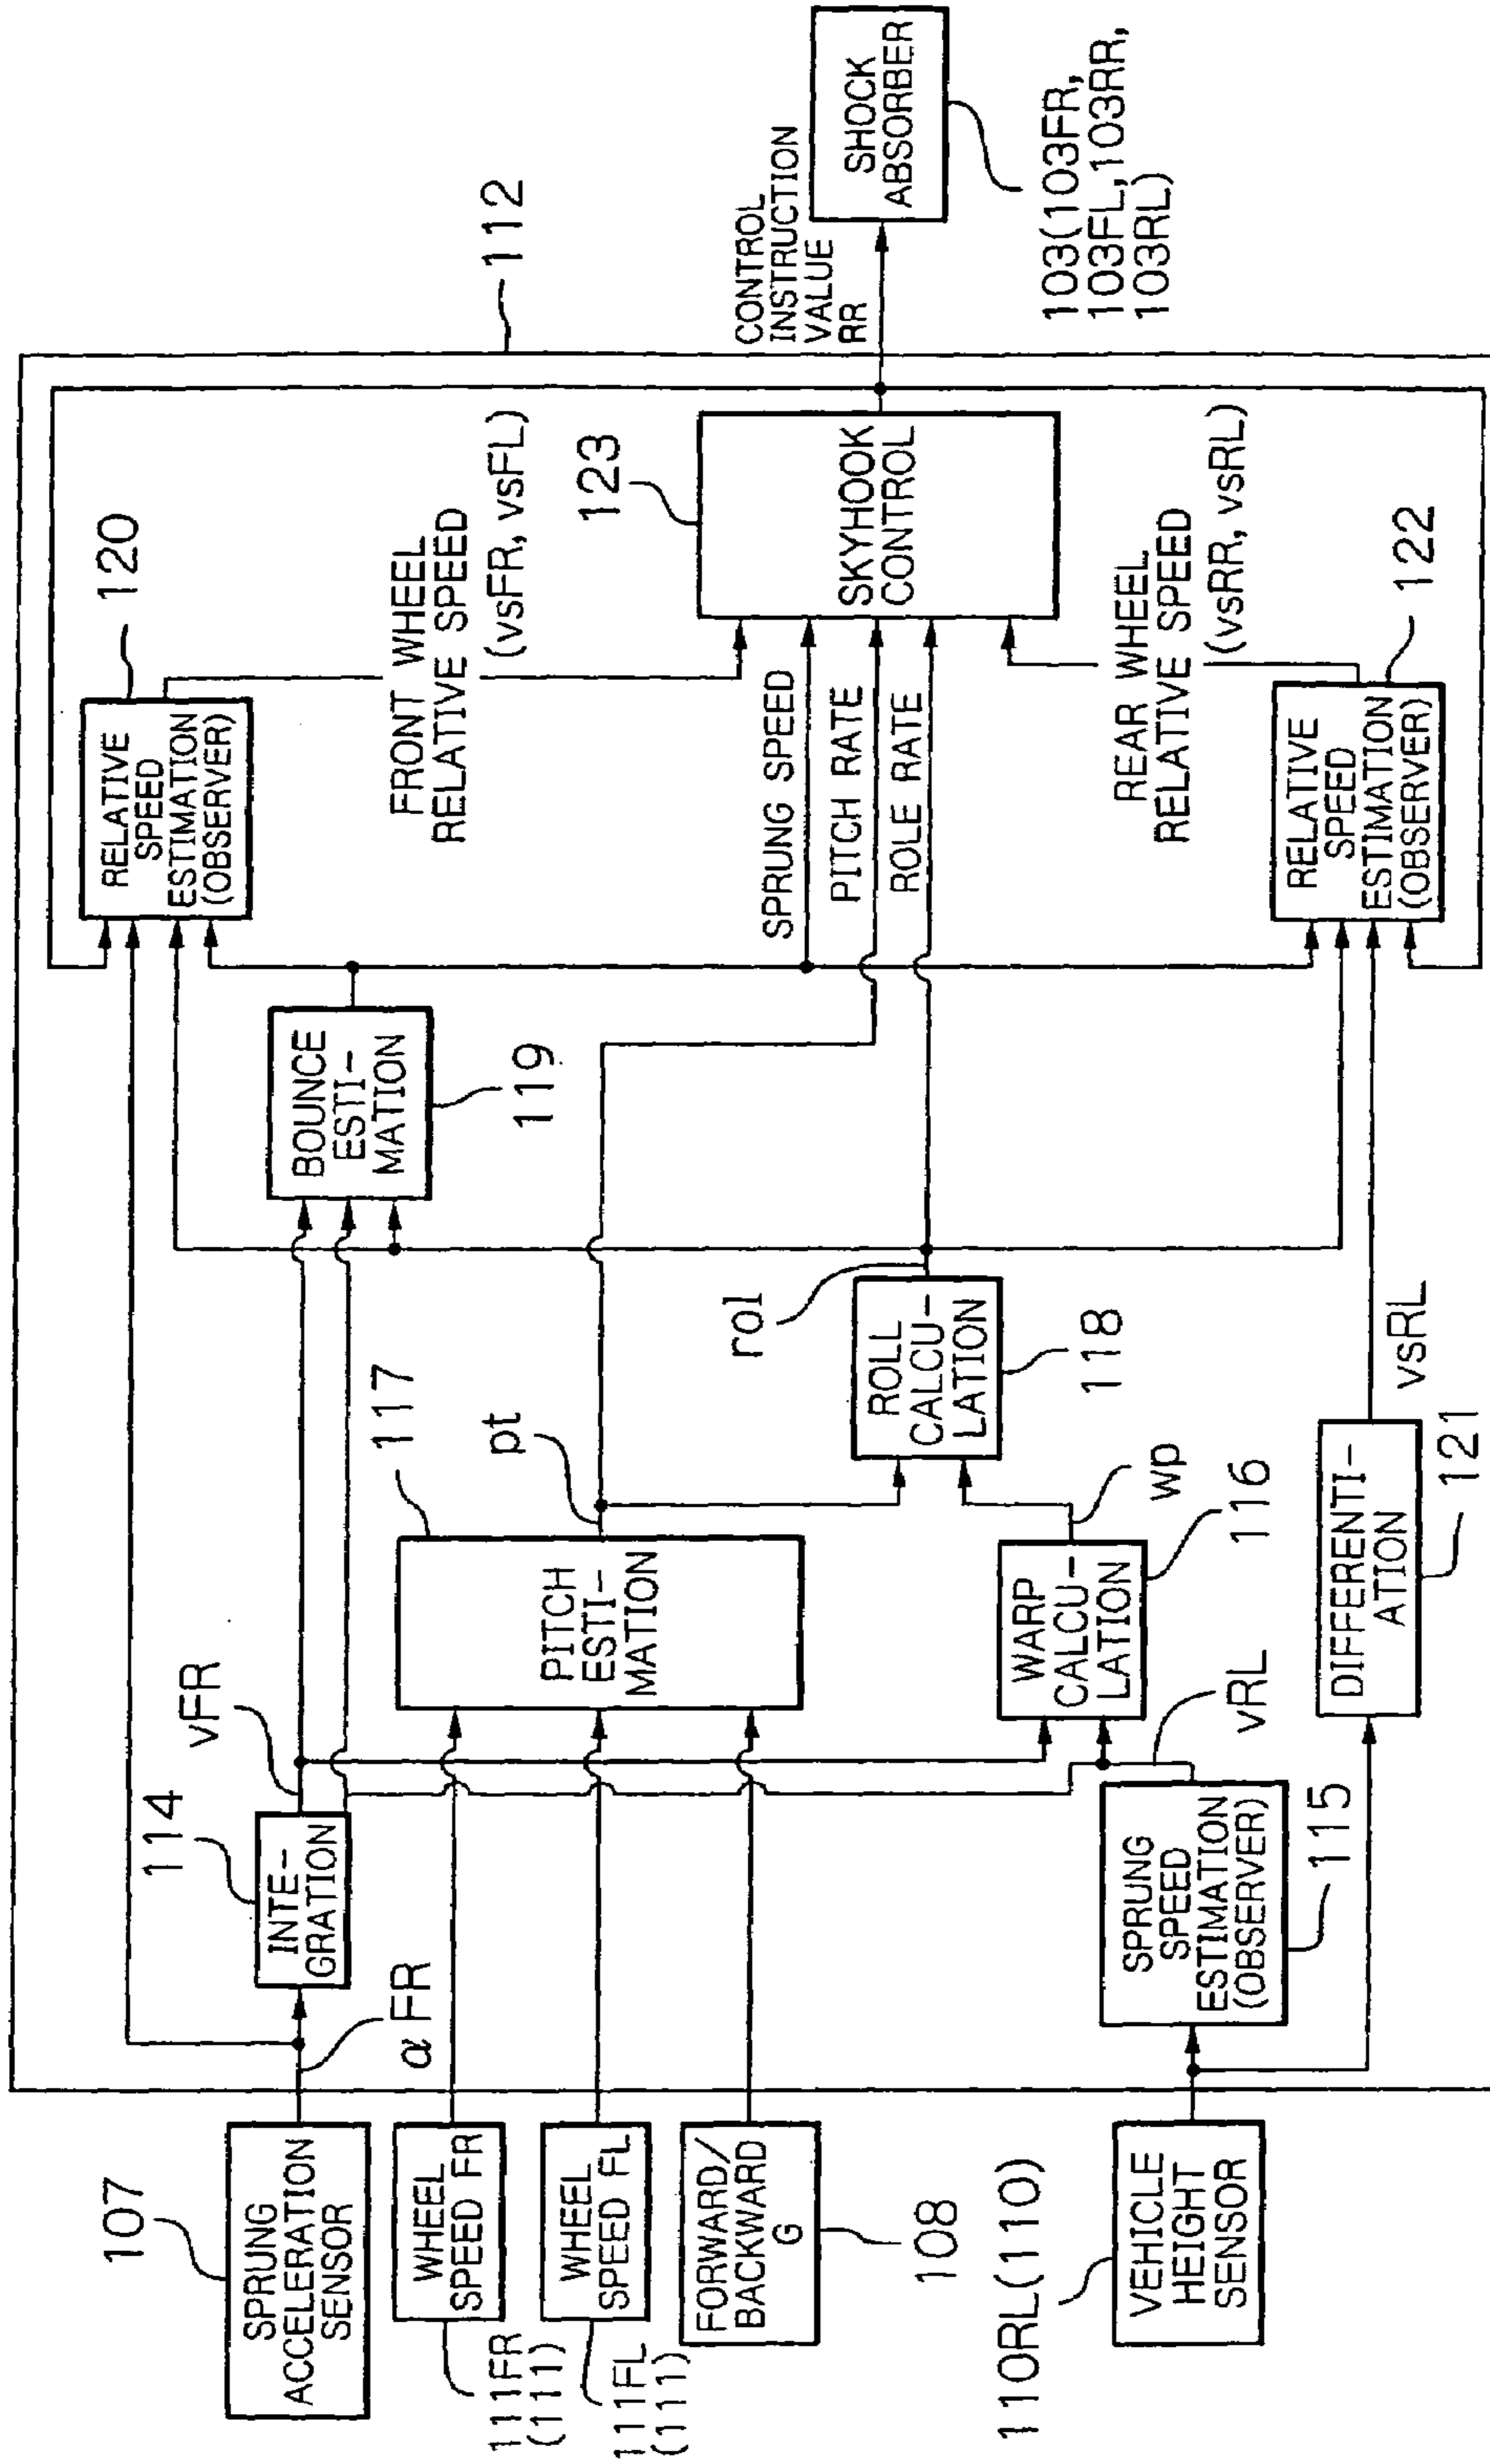 107
SPRUNG
ACCELERATION
SENSOR
αFR
111FR
(111)
WHEEL
SPEED FR
111FL
(111)
WHEEL
SPEED FL
FORWARD/
BACKWARD
G
108
110RL(110)
VEHICLE
HEIGHT
SENSOR
114
INTE-
GRATION
vFR
117
PITCH
ESTI-
MATION
pt
SPRUNG
SPEED
ESTIMATION
(OBSERVER)
115
vRL
WARP
CALCU-
LATION
116
wp
DIFFERENTI-
ATION
121
vsRL
rol
ROLL
CALCU-
LATION
118
BOUNCE
ESTI-
MATION
119
120
RELATIVE
SPEED
ESTIMATION
(OBSERVER)
FRONT WHEEL
RELATIVE SPEED
(vsFR, vsFL)
SPRUNG SPEED
PITCH RATE
ROLE RATE
REAR WHEEL
RELATIVE SPEED
(vsRR, vsRL)
RELATIVE
SPEED
ESTIMATION
(OBSERVER)
122
123
SKYHOOK
CONTROL
112
CONTROL
INSTRUCTION
VALUE
RR
SHOCK
ABSORBER
103(103FR,
103FL,103RR,
103RL)